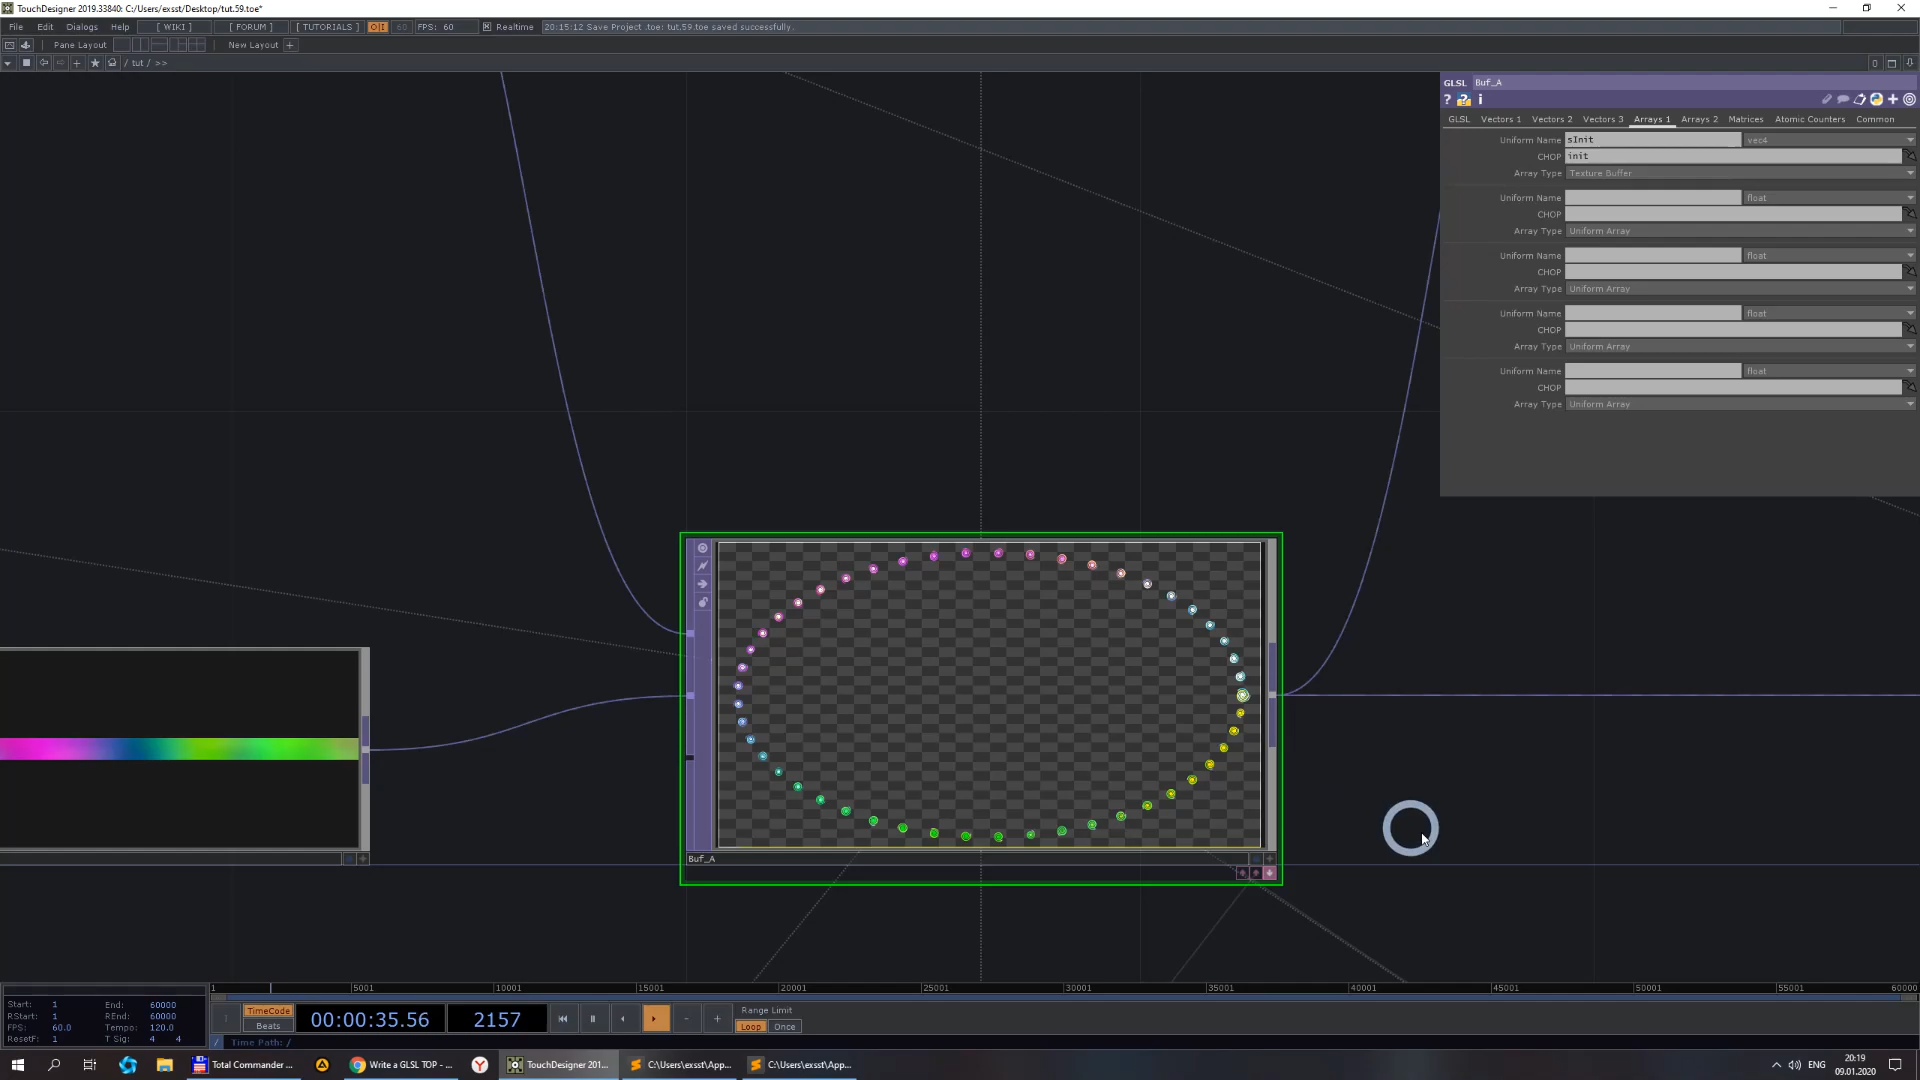 TouchDesigner 2019.33840: C:/Users/exsst/Desktop/tut.59.toe*
File Edit Dialogs Help [ WIKI ] [ FORUM ] [ TUTORIALS ] O|I 60 FPS: 60 Realtime 20:15:12 Save Project .toe: tut.59.toe saved successfully.
Pane Layout New Layout +
/ tut / >> 0
GLSL Buf_A
? ? i
GLSL Vectors 1 Vectors 2 Vectors 3 Arrays 1 Arrays 2 Matrices Atomic Counters Common
Uniform Name sInit vec4
CHOP init
Array Type Texture Buffer
Uniform Name float
CHOP
Array Type Uniform Array
Uniform Name float
CHOP
Array Type Uniform Array
Uniform Name float
CHOP
Array Type Uniform Array
Uniform Name float
CHOP
Array Type Uniform Array
Buf_A
1 5001 10001 15001 20001 25001 30001 35001 40001 45001 50001 55001 60000
Start: 1 End: 60000
RStart: 1 REnd: 60000
FPS: 60.0 Tempo: 120.0
ResetF: 1 T Sig: 4 4
TimeCode
Beats
00:00:35.56 2157
Range Limit
Loop Once
/ Time Path: /
Total Commander ... Write a GLSL TOP - ... TouchDesigner 201... C:\Users\exsst\App... C:\Users\exsst\App...
ENG 20:19
09.01.2020